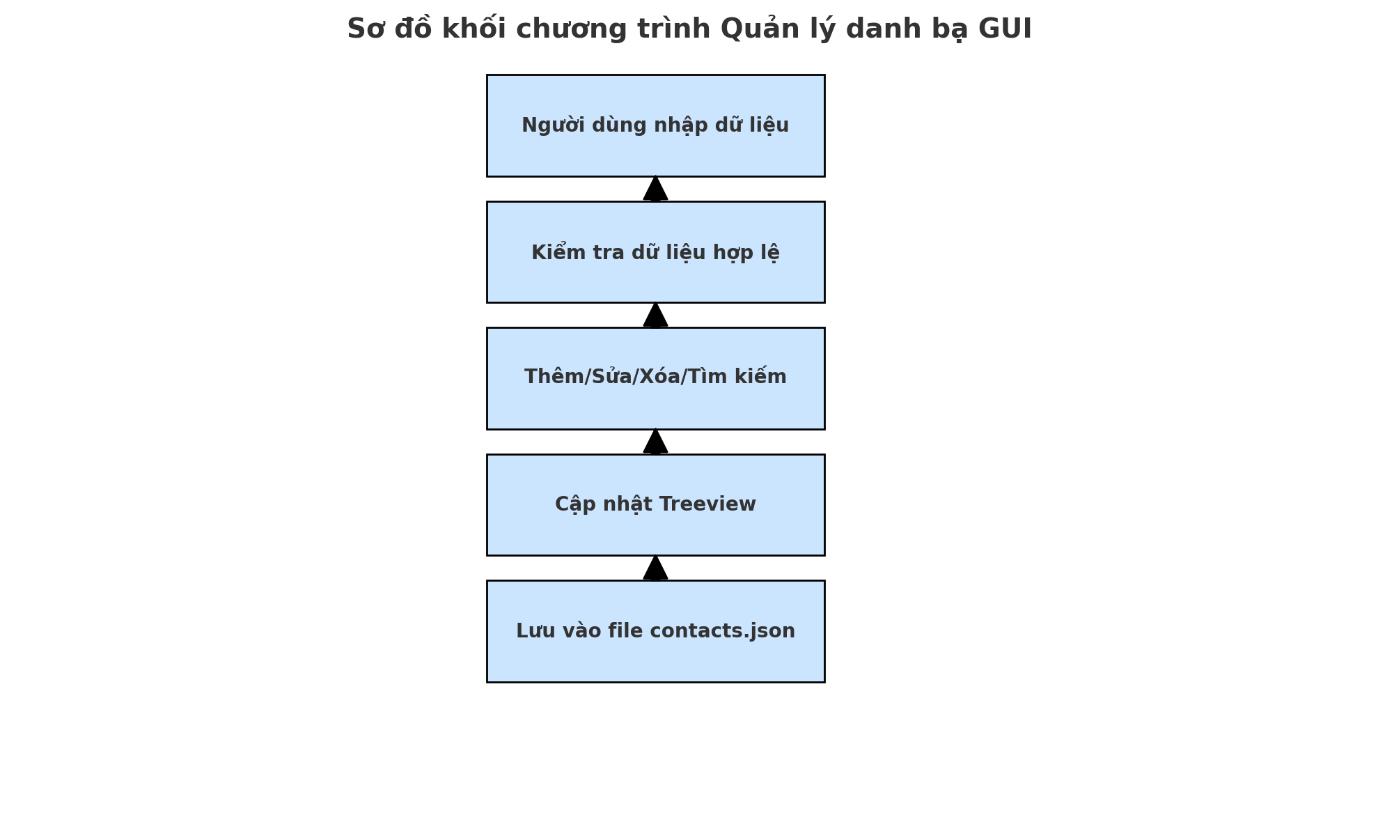 Sơ đồ khối chương trình Quản lý danh bạ GUI
Người dùng nhập dữ liệu
Kiểm tra dữ liệu hợp lệ
Thêm/Sửa/Xóa/Tìm kiếm
Cập nhật Treeview
Lưu vào file contacts.json